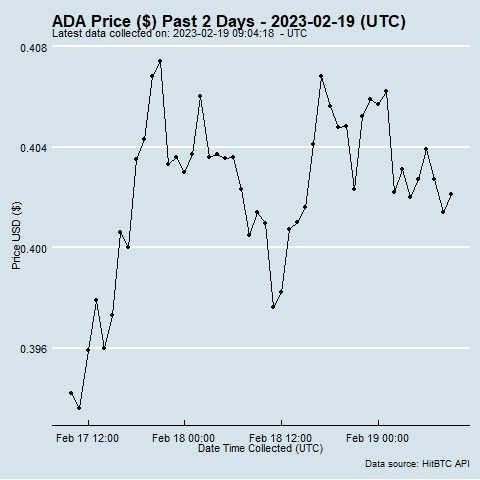 ADA Price ($) Past 2 Days - 2023-02-19 (UTC)
Latest data collected on: 2023-02-19 09:04:18 - UTC
0.408
0.404
0.400
0.396
Price USD ($)
Feb 17 12:00 Feb 18 00:00 Feb 18 12:00 Feb 19 00:00
Date Time Collected (UTC)
Data source: HitBTC API